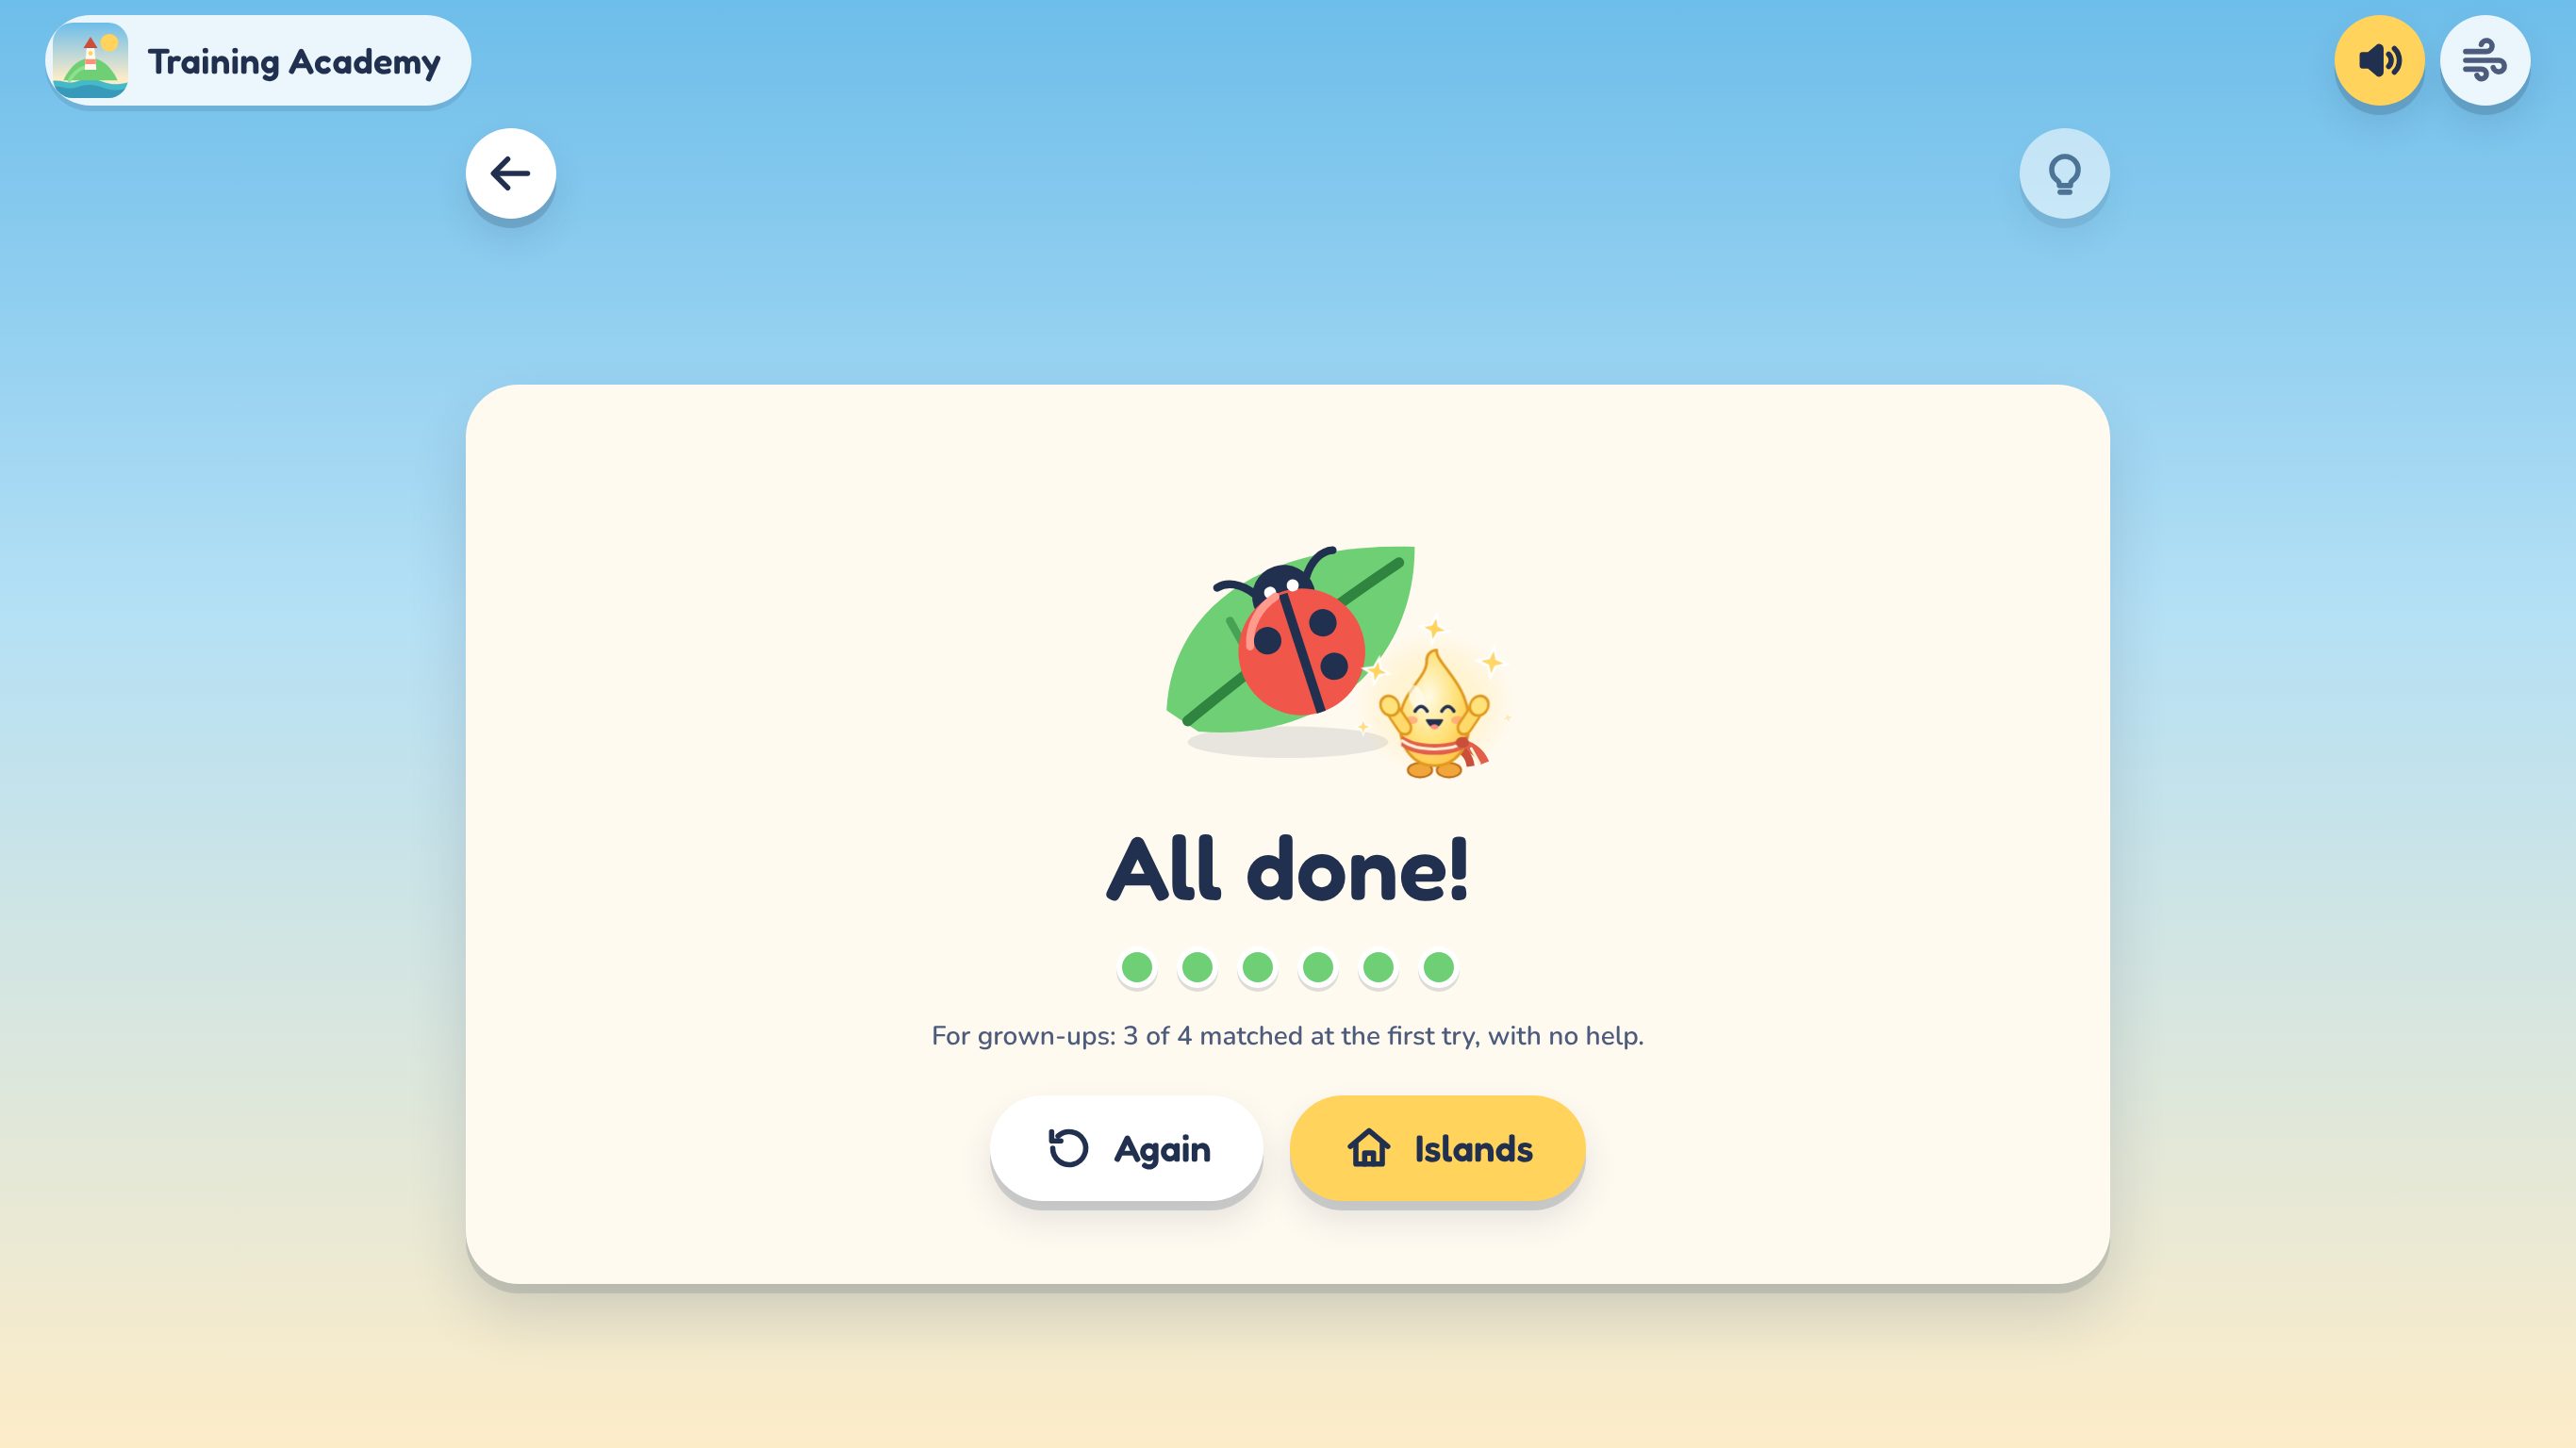 Training Academy
All done!
For grown-ups: 3 of 4 matched at the first try, with no help.
Again
Islands